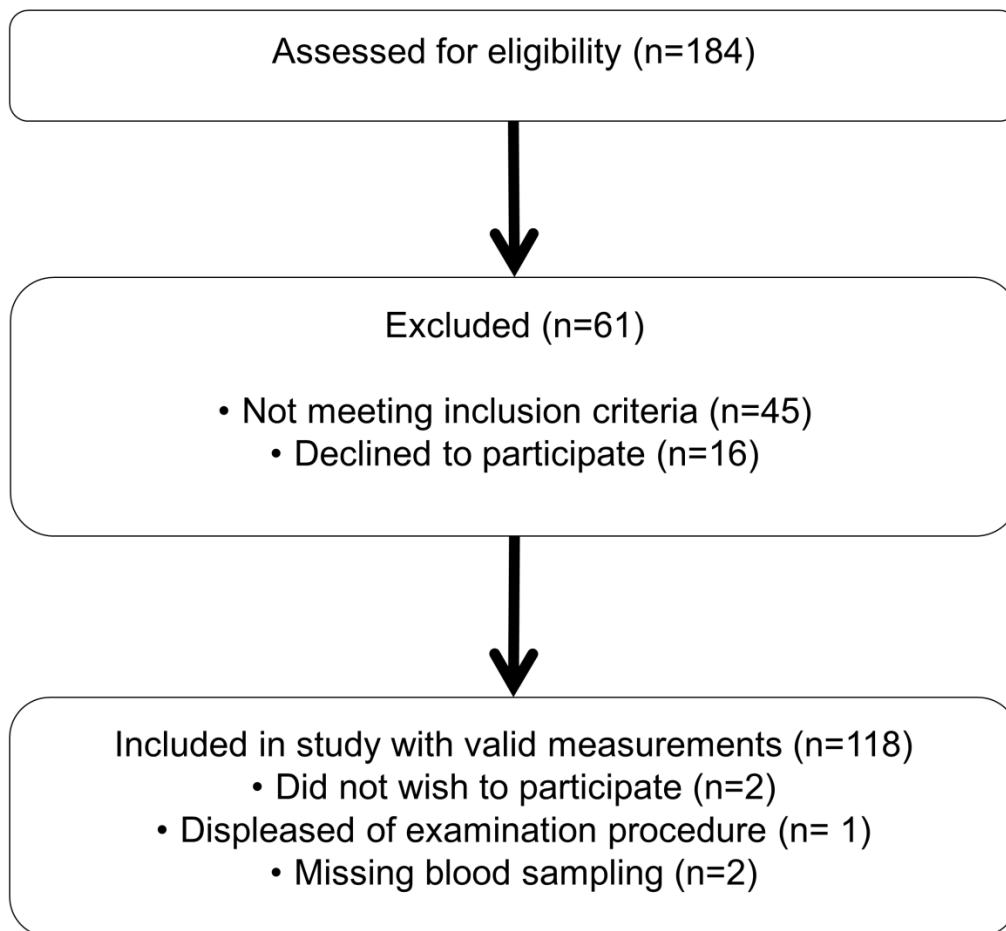 Assessed for eligibility (n=184)
Excluded (n=61)
• Not meeting inclusion criteria (n=45)
• Declined to participate (n=16)
Included in study with valid measurements (n=118)
• Did not wish to participate (n=2)
• Displeased of examination procedure (n= 1)
• Missing blood sampling (n=2)